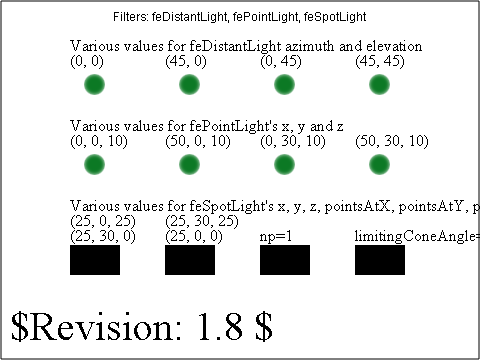 Filters: feDistantLight, fePointLight, feSpotLight
Various values for feDistantLight azimuth and elevation
(0, 0) (45, 0) (0, 45) (45, 45)
Various values for fePointLight's x, y and z
(0, 0, 10) (50, 0, 10) (0, 30, 10) (50, 30, 10)
Various values for feSpotLight's x, y, z, pointsAtX, pointsAtY, p
(25, 0, 25) (25, 30, 25)
(25, 30, 0) (25, 0, 0) np=1 limitingConeAngle=
$Revision: 1.8 $